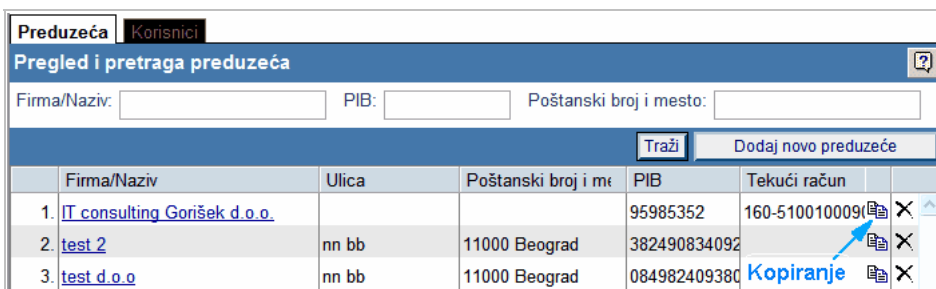 Preduzeća Korisnici
Pregled i pretraga preduzeća
Firma/Naziv: PIB: Poštanski broj i mesto:
Traži Dodaj novo preduzeće
Firma/Naziv Ulica Poštanski broj i me PIB Tekući račun
1. IT consulting Gorišek d.o.o. 95985352 160-510010009
2. test 2 nn bb 11000 Beograd 382490834092
3. test d.o.o nn bb 11000 Beograd 084982409380 Kopiranje